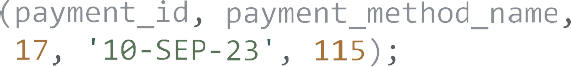 (payment_id, payment_method_name,
17, '10-SEP-23', 115);